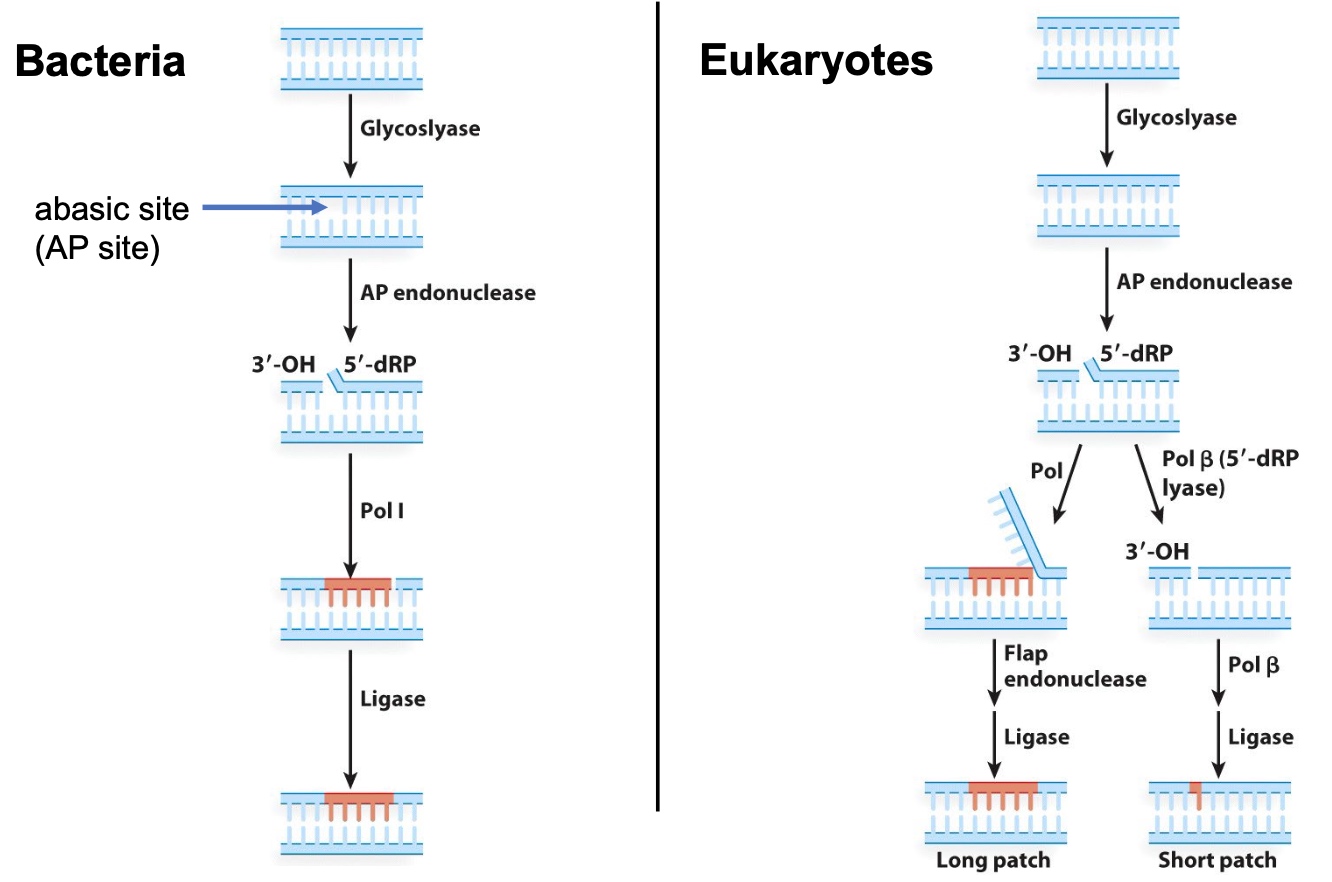 Bacteria
Glycoslyase
abasic site
(AP site)
AP endonuclease
3′-OH 5′-dRP
Pol I
Ligase
Eukaryotes
Glycoslyase
AP endonuclease
3′-OH 5′-dRP
Pol
Pol β (5′-dRP
lyase)
3′-OH
Flap
endonuclease
Pol β
Ligase
Ligase
Long patch
Short patch